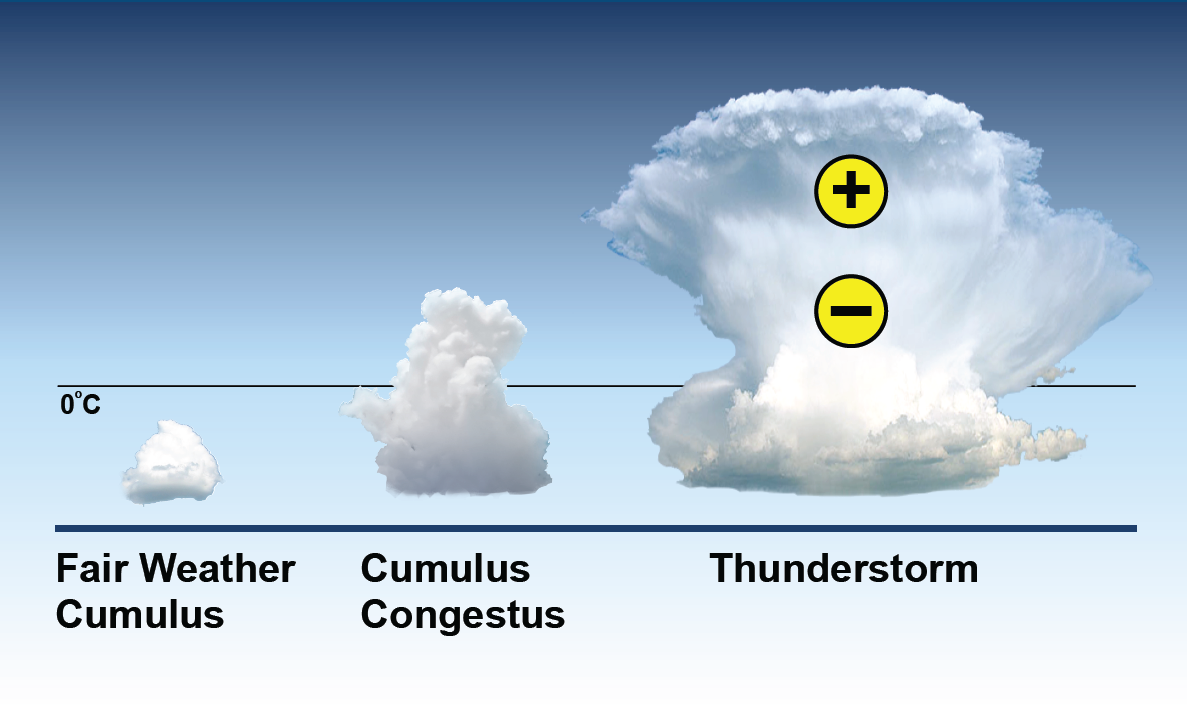 +
−
0°C
Fair Weather
Cumulus
Cumulus
Congestus
Thunderstorm